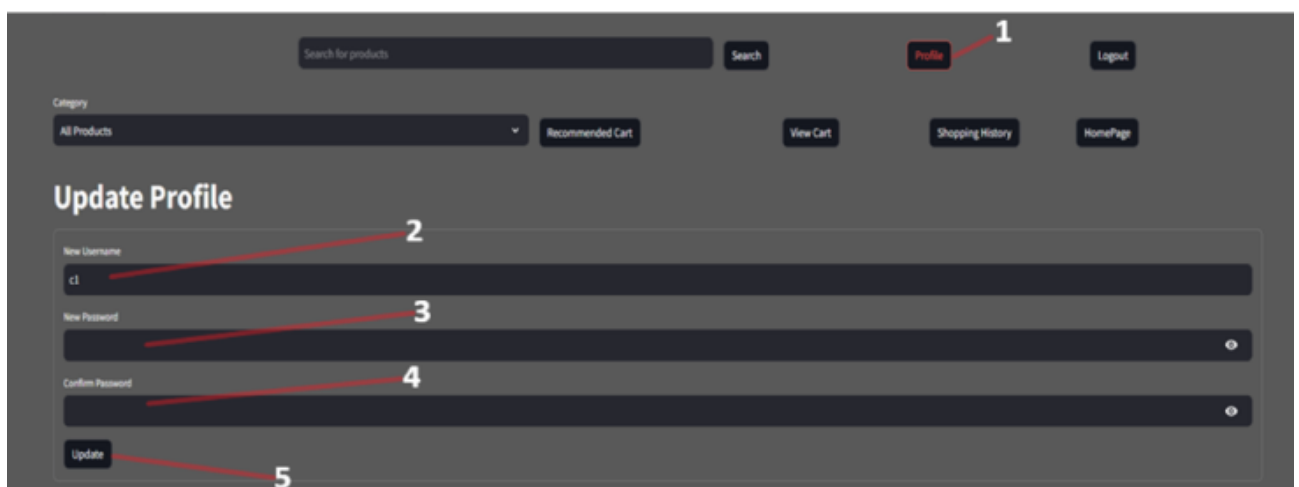 1
Search for products
Search
Profile
Logout
Category
All Products
Recommended Cart
View Cart
Shopping History
HomePage
Update Profile
2
New Username
c1
3
New Password
4
Confirm Password
Update
5